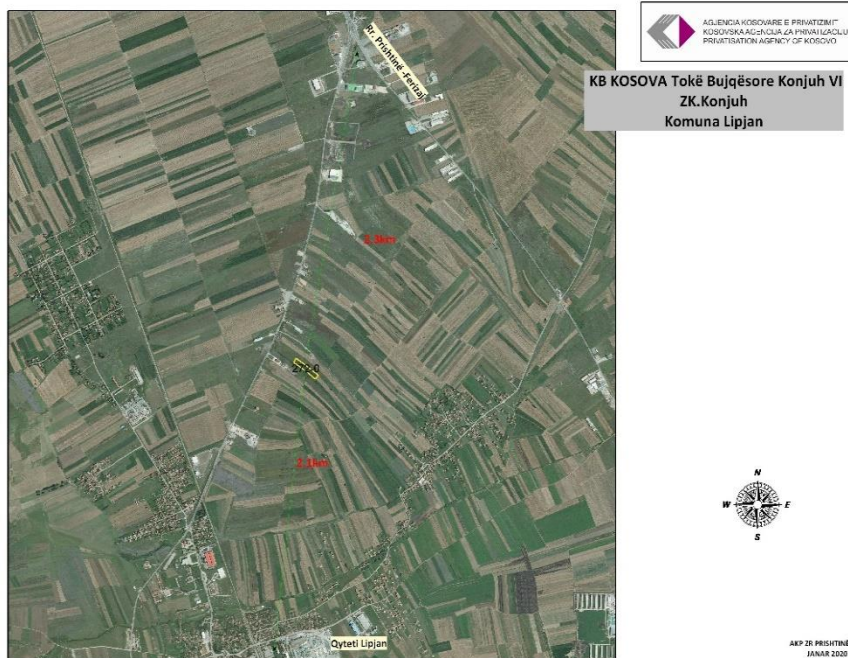 AGJENCIA KOSOVARE E PRIVATIZIMIT
KOSOVSKA AGENCIJA ZA PRIVATIZACIJU
PRIVATISATION AGENCY OF KOSOVO
KB KOSOVA Tokë Bujqësore Konjuh VI
ZK.Konjuh
Komuna Lipjan
Rr. Prishtinë -Ferizaj
2.1km
N
W E
S
Qyteti Lipjan
AKP ZR PRISHTINË
JANAR 2020